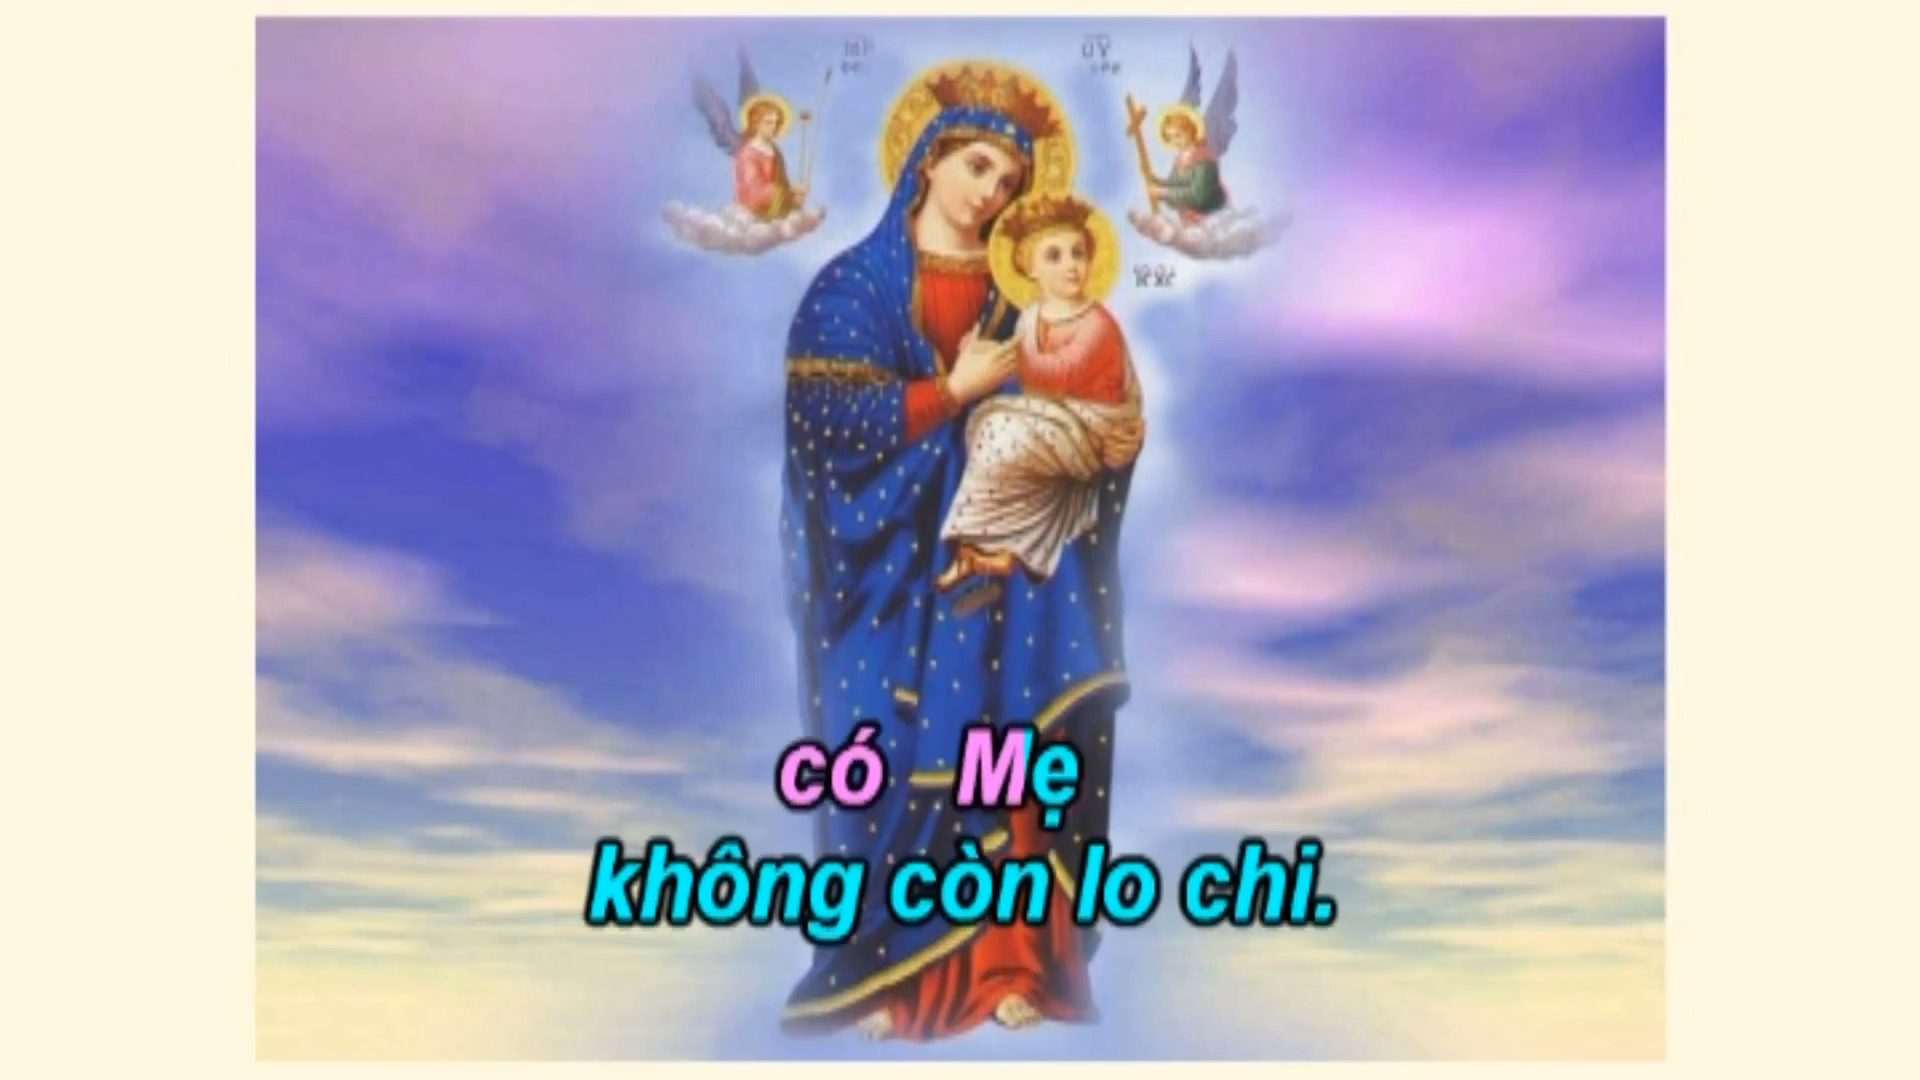 có Mẹ
không còn lo chi.